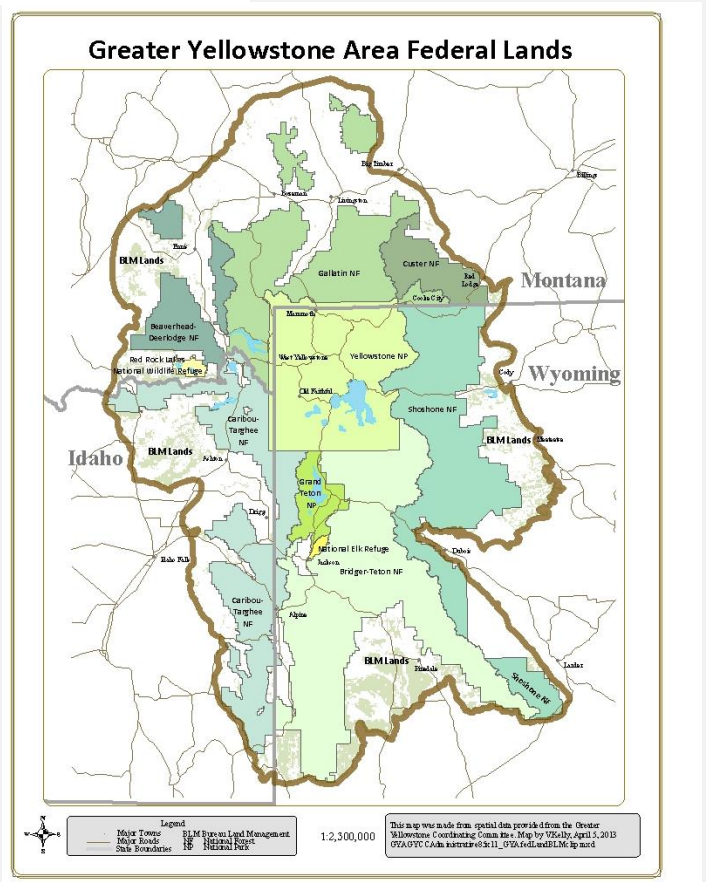 Greater Yellowstone Area Federal Lands
Big Timber
Billings
Bozeman
Livingston
Ennis
BLM Lands
Gallatin NF
Custer NF
Red
Lodge
Montana
Cooke City
Beaverhead-
Deerlodge NF
Mammoth
Red Rock Lakes
National Wildlife Refuge
West Yellowstone
Yellowstone NP
Cody
Wyoming
Old Faithful
Shoshone NF
Caribou-
Targhee
NF
BLM Lands
Meeteetse
Idaho
BLM Lands
Ashton
Grand
Teton
NP
Driggs
National Elk Refuge
Dubois
Idaho Falls
Jackson
Bridger-Teton NF
Caribou-
Targhee
NF
Alpine
BLM Lands
Pinedale
Lander
Shoshone NF
N
W
E
S
Legend
Major Towns
Major Roads
State Boundaries
BLM Bureau Land Management
NF National Forest
NP National Park
1:2,300,000
This map was made from spatial data provided from the Greater
Yellowstone Coordinating Committee. Map by VKelly, April 5, 2013